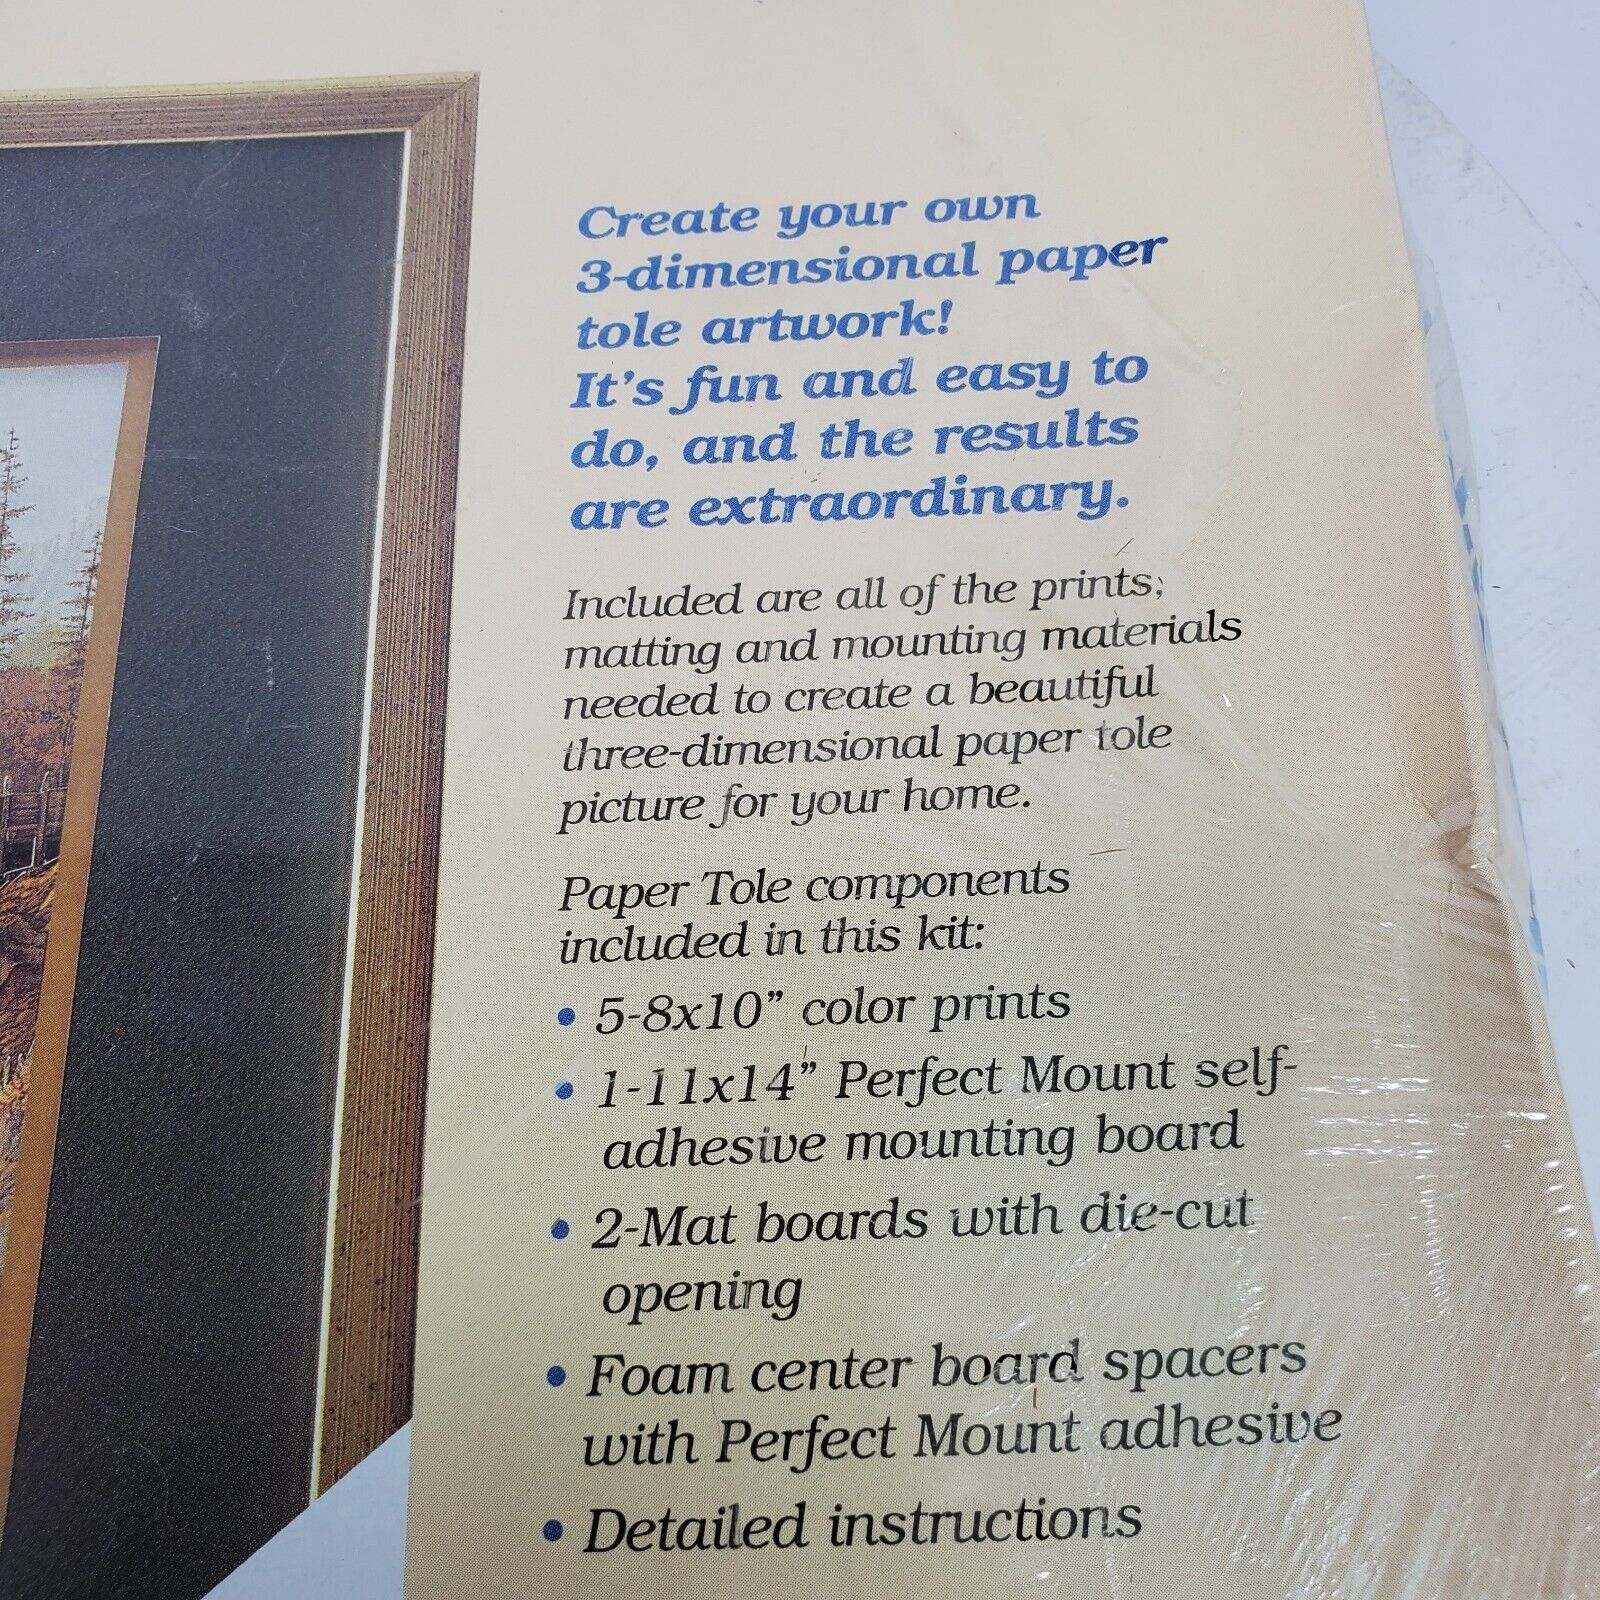 Create your own
3-dimensional paper
tole artwork!
It's fun and easy to
do, and the results
are extraordinary.
Included are all of the prints,
matting and mounting materials
needed to create a beautiful
three-dimensional paper tole
picture for your home.
Paper Tole components
included in this kit:
• 5-8x10” color prints
• 1-11x14” Perfect Mount self-
adhesive mounting board
• 2-Mat boards with die-cut
opening
• Foam center board spacers
with Perfect Mount adhesive
• Detailed instructions